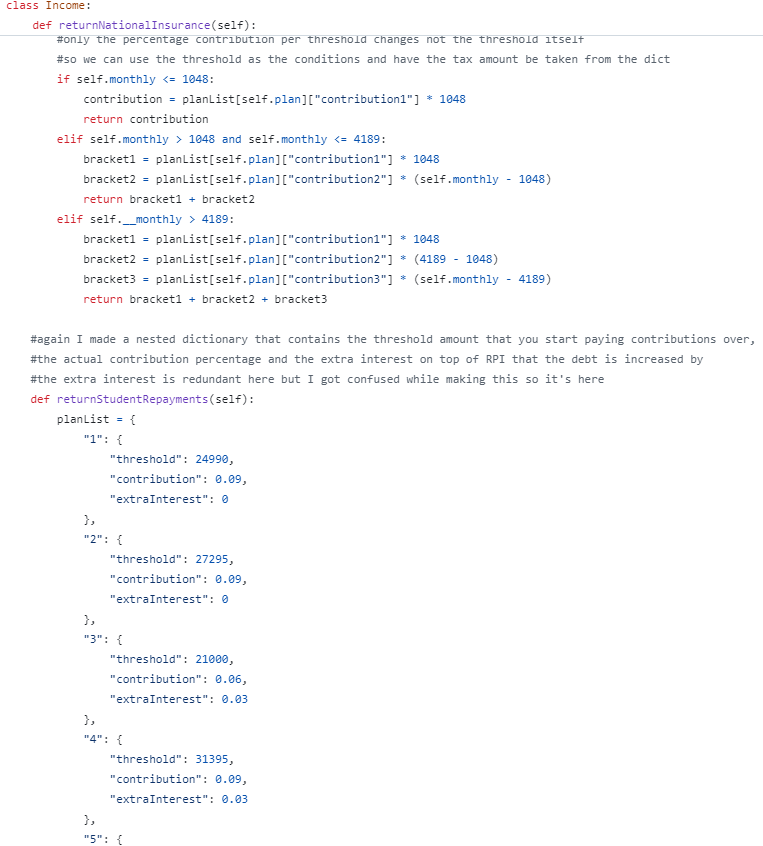 class Income:
    def returnNationalInsurance(self):
        #only the percentage contribution per threshold changes not the threshold itself
        #so we can use the threshold as the conditions and have the tax amount be taken from the dict
        if self.monthly <= 1048:
            contribution = planList[self.plan]["contribution1"] * 1048
            return contribution
        elif self.monthly > 1048 and self.monthly <= 4189:
            bracket1 = planList[self.plan]["contribution1"] * 1048
            bracket2 = planList[self.plan]["contribution2"] * (self.monthly - 1048)
            return bracket1 + bracket2
        elif self.__monthly > 4189:
            bracket1 = planList[self.plan]["contribution1"] * 1048
            bracket2 = planList[self.plan]["contribution2"] * (4189 - 1048)
            bracket3 = planList[self.plan]["contribution3"] * (self.monthly - 4189)
            return bracket1 + bracket2 + bracket3
    #again I made a nested dictionary that contains the threshold amount that you start paying contributions over,
    #the actual contribution percentage and the extra interest on top of RPI that the debt is increased by
    #the extra interest is redundant here but I got confused while making this so it's here
    def returnStudentRepayments(self):
        planList = {
            "1": {
                "threshold": 24990,
                "contribution": 0.09,
                "extraInterest": 0
            },
            "2": {
                "threshold": 27295,
                "contribution": 0.09,
                "extraInterest": 0
            },
            "3": {
                "threshold": 21000,
                "contribution": 0.06,
                "extraInterest": 0.03
            },
            "4": {
                "threshold": 31395,
                "contribution": 0.09,
                "extraInterest": 0.03
            },
            "5": {